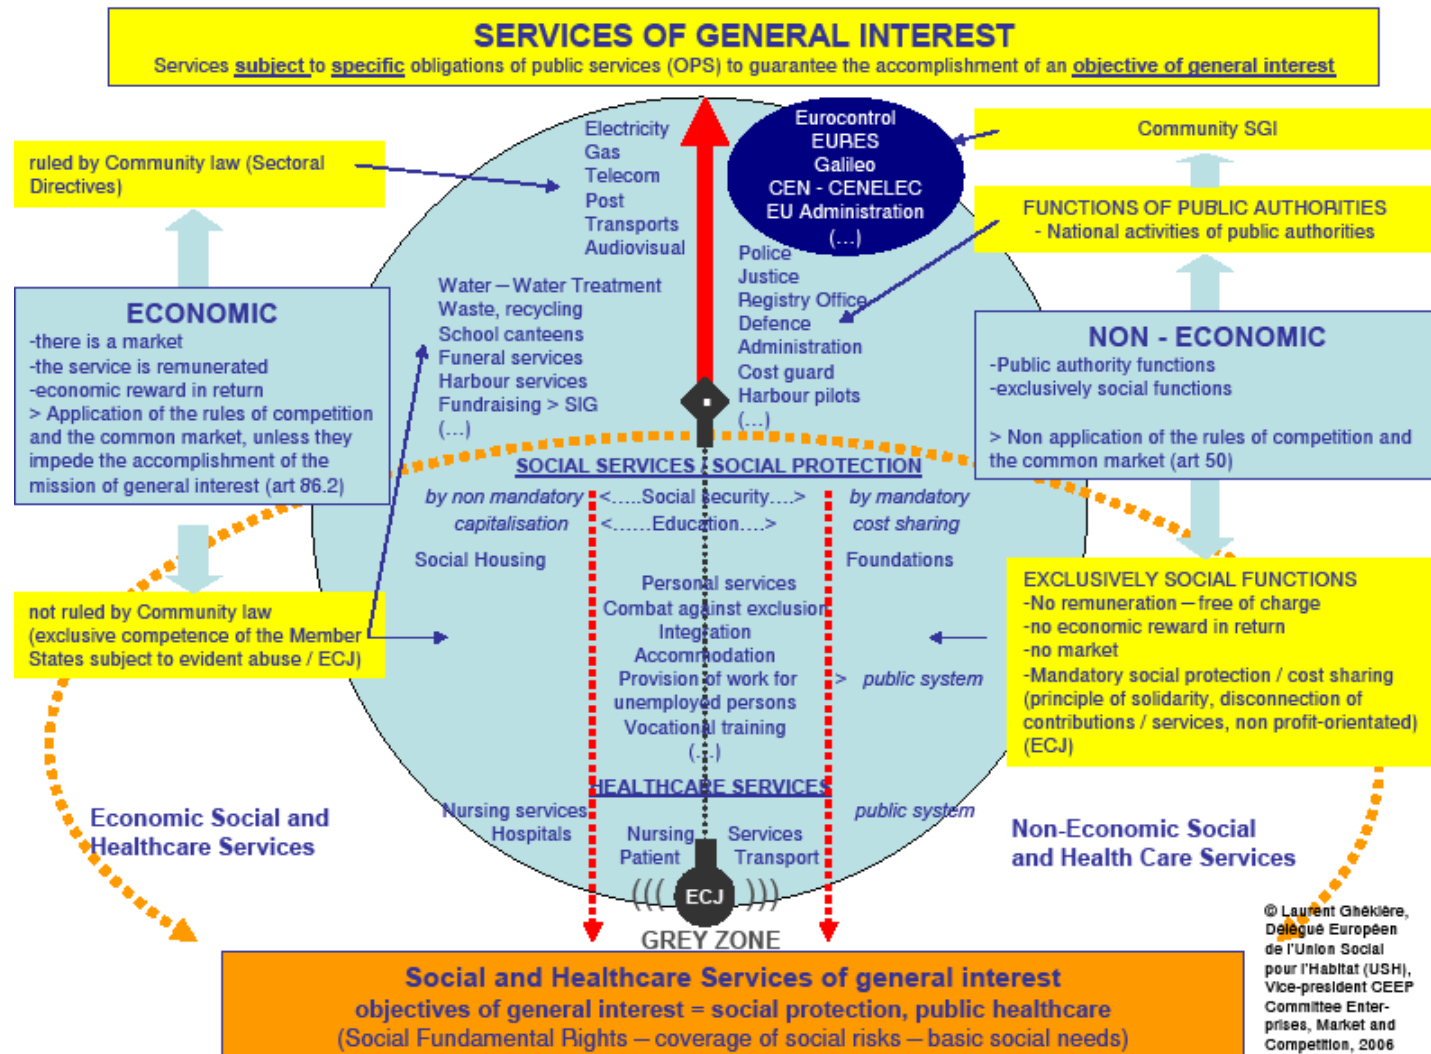 SERVICES OF GENERAL INTEREST
Services subject to specific obligations of public services (OPS) to guarantee the accomplishment of an objective of general interest
ruled by Community law (Sectoral
Directives)
ECONOMIC
-there is a market
-the service is remunerated
-economic reward in return
> Application of the rules of competition
and the common market, unless they
impede the accomplishment of the
mission of general interest (art 86.2)
not ruled by Community law
(exclusive competence of the Member
States subject to evident abuse / ECJ)
Economic Social and
Healthcare Services
Electricity
Gas
Telecom
Post
Transports
Audiovisual
Water – Water Treatment
Waste, recycling
School canteens
Funeral services
Harbour services
Fundraising > SIG
(...)
Eurocontrol
EURES
Galileo
CEN - CENELEC
EU Administration
(...)
Police
Justice
Registry Office
Defence
Administration
Cost guard
Harbour pilots
(...)
SOCIAL SERVICES / SOCIAL PROTECTION
by non mandatory <.....Social security....> by mandatory
capitalisation <......Education....> cost sharing
Social Housing Foundations
Personal services
Combat against exclusion
Integration
Accommodation
Provision of work for > public system
unemployed persons
Vocational training
(...)
HEALTHCARE SERVICES
Nursing services public system
Hospitals
Nursing Services
Patient Transport
((( ECJ )))
GREY ZONE
Community SGI
FUNCTIONS OF PUBLIC AUTHORITIES
- National activities of public authorities
NON - ECONOMIC
-Public authority functions
-exclusively social functions
> Non application of the rules of competition and
the common market (art 50)
EXCLUSIVELY SOCIAL FUNCTIONS
-No remuneration – free of charge
-no economic reward in return
-no market
-Mandatory social protection / cost sharing
(principle of solidarity, disconnection of
contributions / services, non profit-orientated)
(ECJ)
Non-Economic Social
and Health Care Services
Social and Healthcare Services of general interest
objectives of general interest = social protection, public healthcare
(Social Fundamental Rights – coverage of social risks – basic social needs)
© Laurent Ghékière,
Délégué Européen
de l'Union Social
pour l'Habitat (USH),
Vice-president CEEP
Committee Enter-
prises, Market and
Competition, 2006